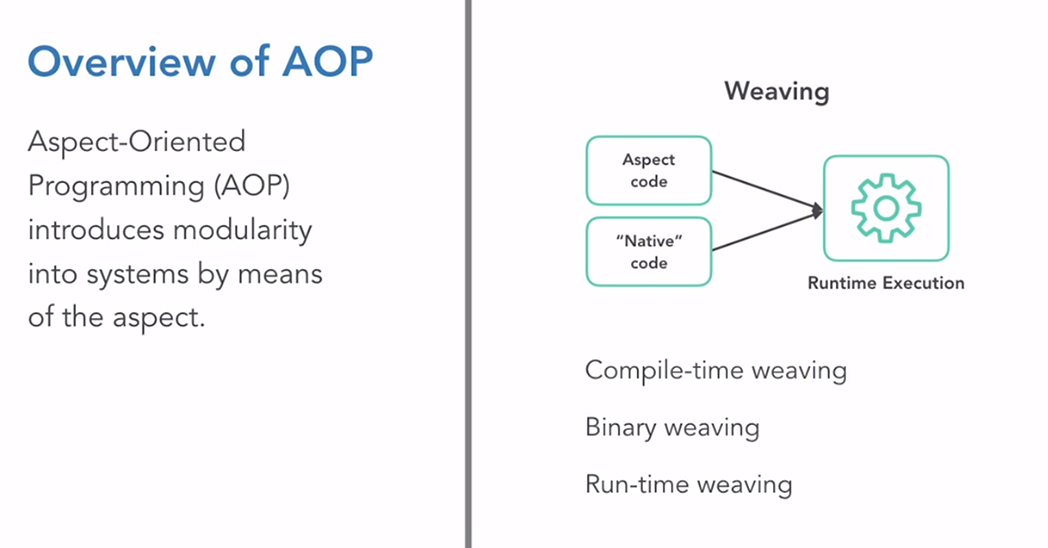 Overview of AOP
Aspect-Oriented
Programming (AOP)
introduces modularity
into systems by means
of the aspect.
Weaving
Aspect
code
“Native”
code
Runtime Execution
Compile-time weaving
Binary weaving
Run-time weaving